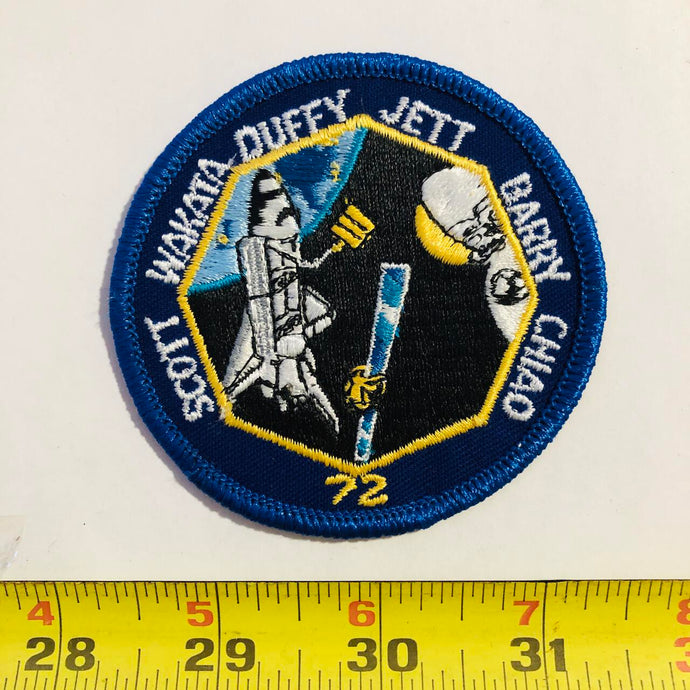 SCOTT WAKATA DUFFY JETT BARRY CHIAO
72
4 5 6 7 8
28 29 30 31